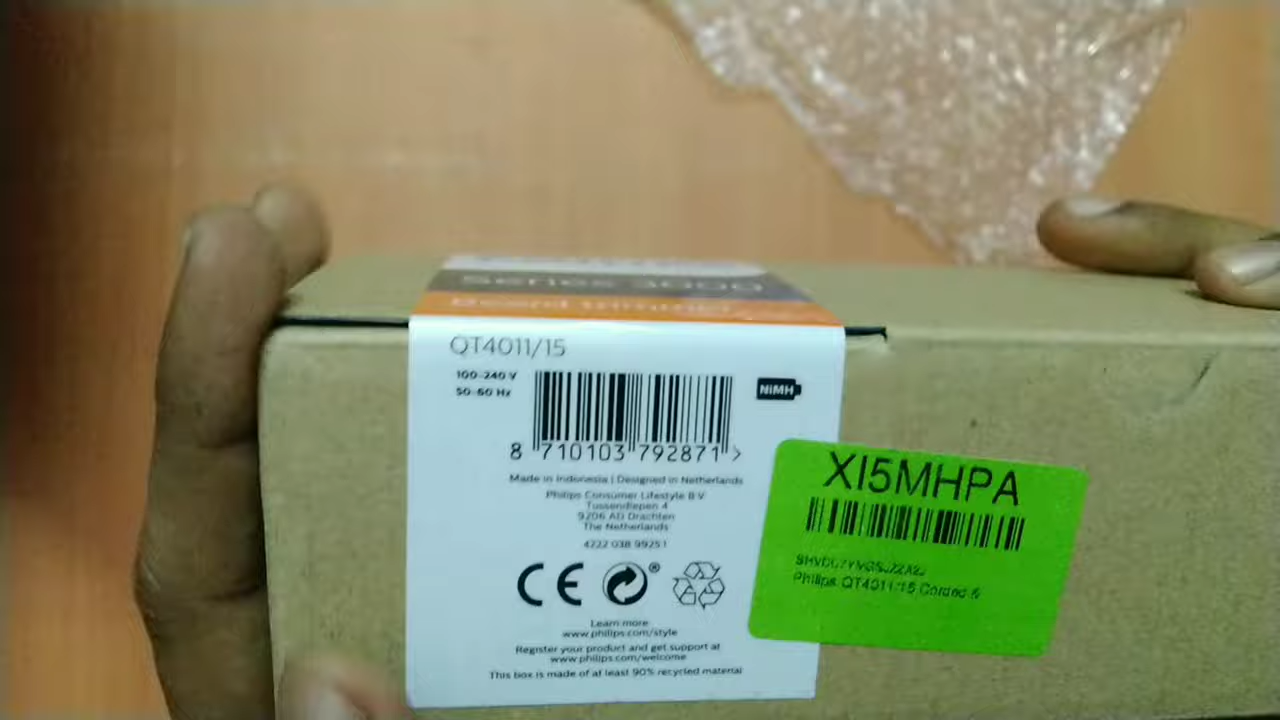 Series 3000
Beard trimmer
QT4011/15
100-240 V
50-60 Hz
NiMH
8 710103 792871 >
Made in Indonesia | Designed in Netherlands
Philips Consumer Lifestyle B.V.
Tussendiepen 4
9206 AD Drachten
The Netherlands
4222 038 99251
CE
Learn more
www.philips.com/style
Register your product and get support at
www.philips.com/welcome
This box is made of at least 90% recycled material
XI5MHPA
Philips QT4011/15 Corded &